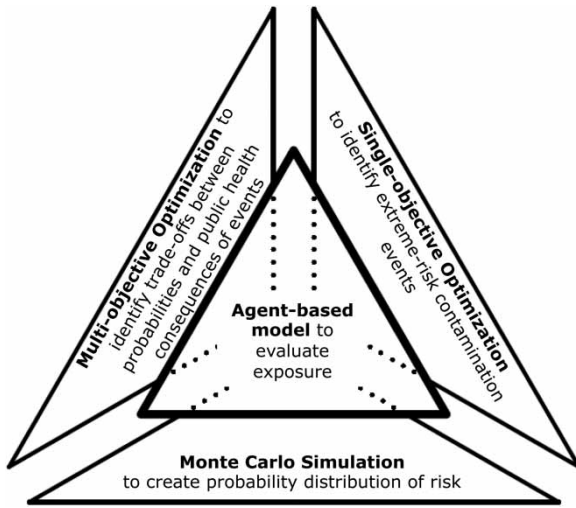 Multi-objective Optimization to
identify trade-offs between
probabilities and public health
consequences of events
Single-objective Optimization
to identify extreme-risk contamination
events
Agent-based
model to
evaluate
exposure
Monte Carlo Simulation
to create probability distribution of risk